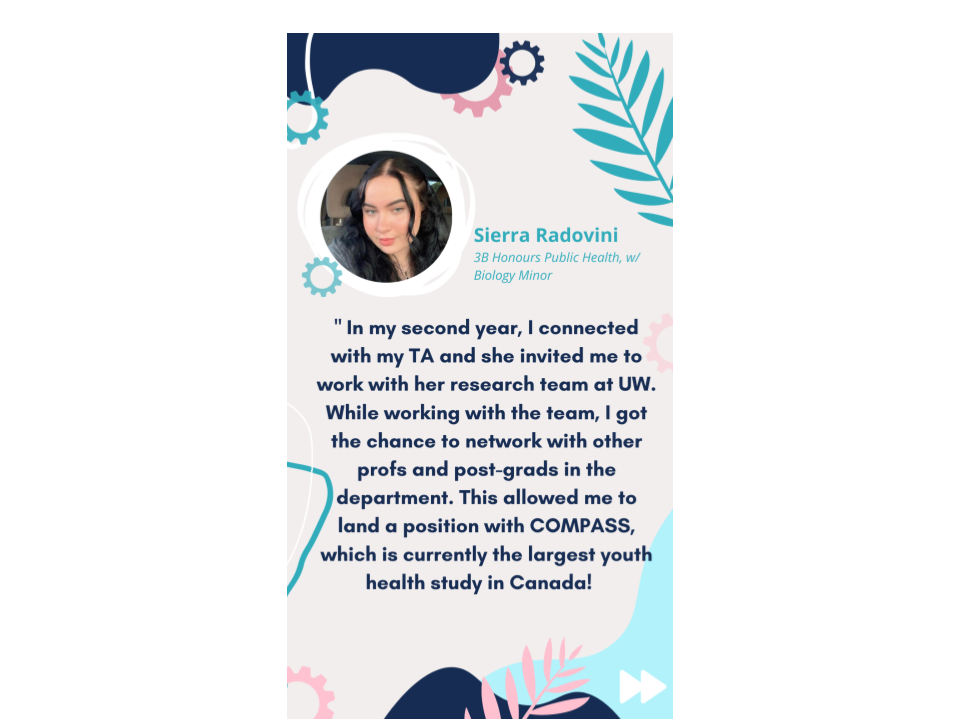 Sierra Radovini
3B Honours Public Health, w/
Biology Minor
" In my second year, I connected
with my TA and she invited me to
work with her research team at UW.
While working with the team, I got
the chance to network with other
profs and post-grads in the
department. This allowed me to
land a position with COMPASS,
which is currently the largest youth
health study in Canada!